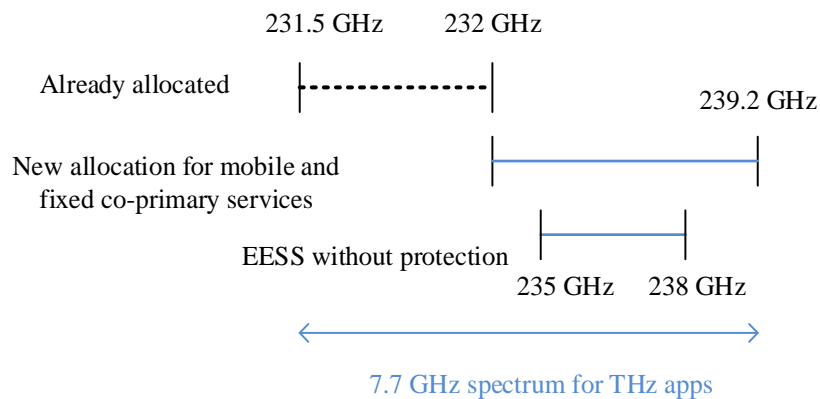 231.5 GHz 232 GHz
Already allocated
239.2 GHz
New allocation for mobile and
fixed co-primary services
EESS without protection
235 GHz 238 GHz
7.7 GHz spectrum for THz apps